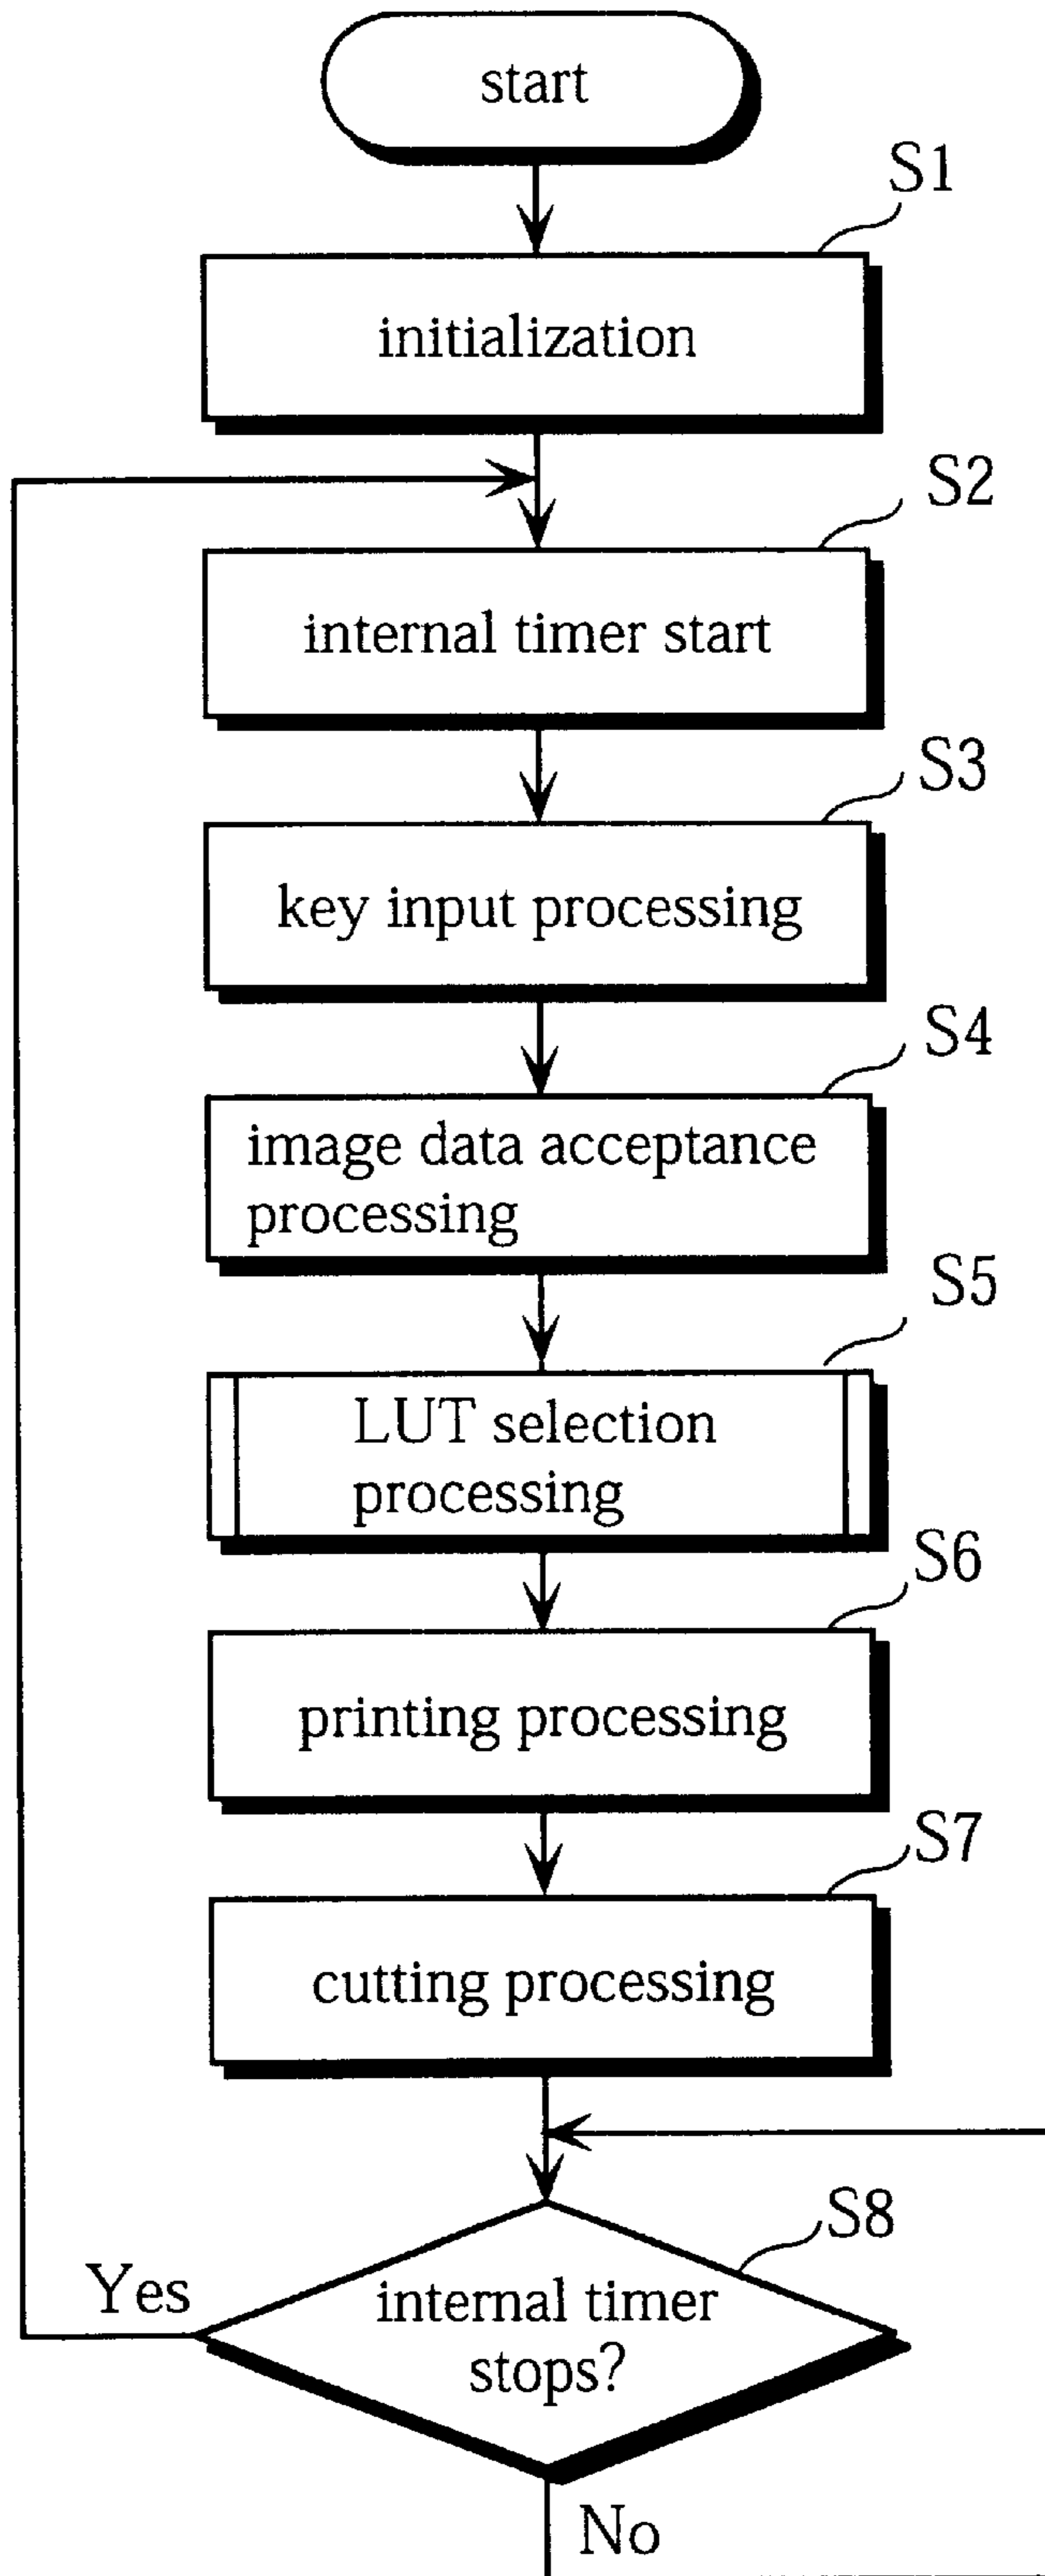 start
S1
initialization
S2
internal timer start
S3
key input processing
S4
image data acceptance
processing
S5
LUT selection
processing
S6
printing processing
S7
cutting processing
S8
Yes
internal timer
stops?
No